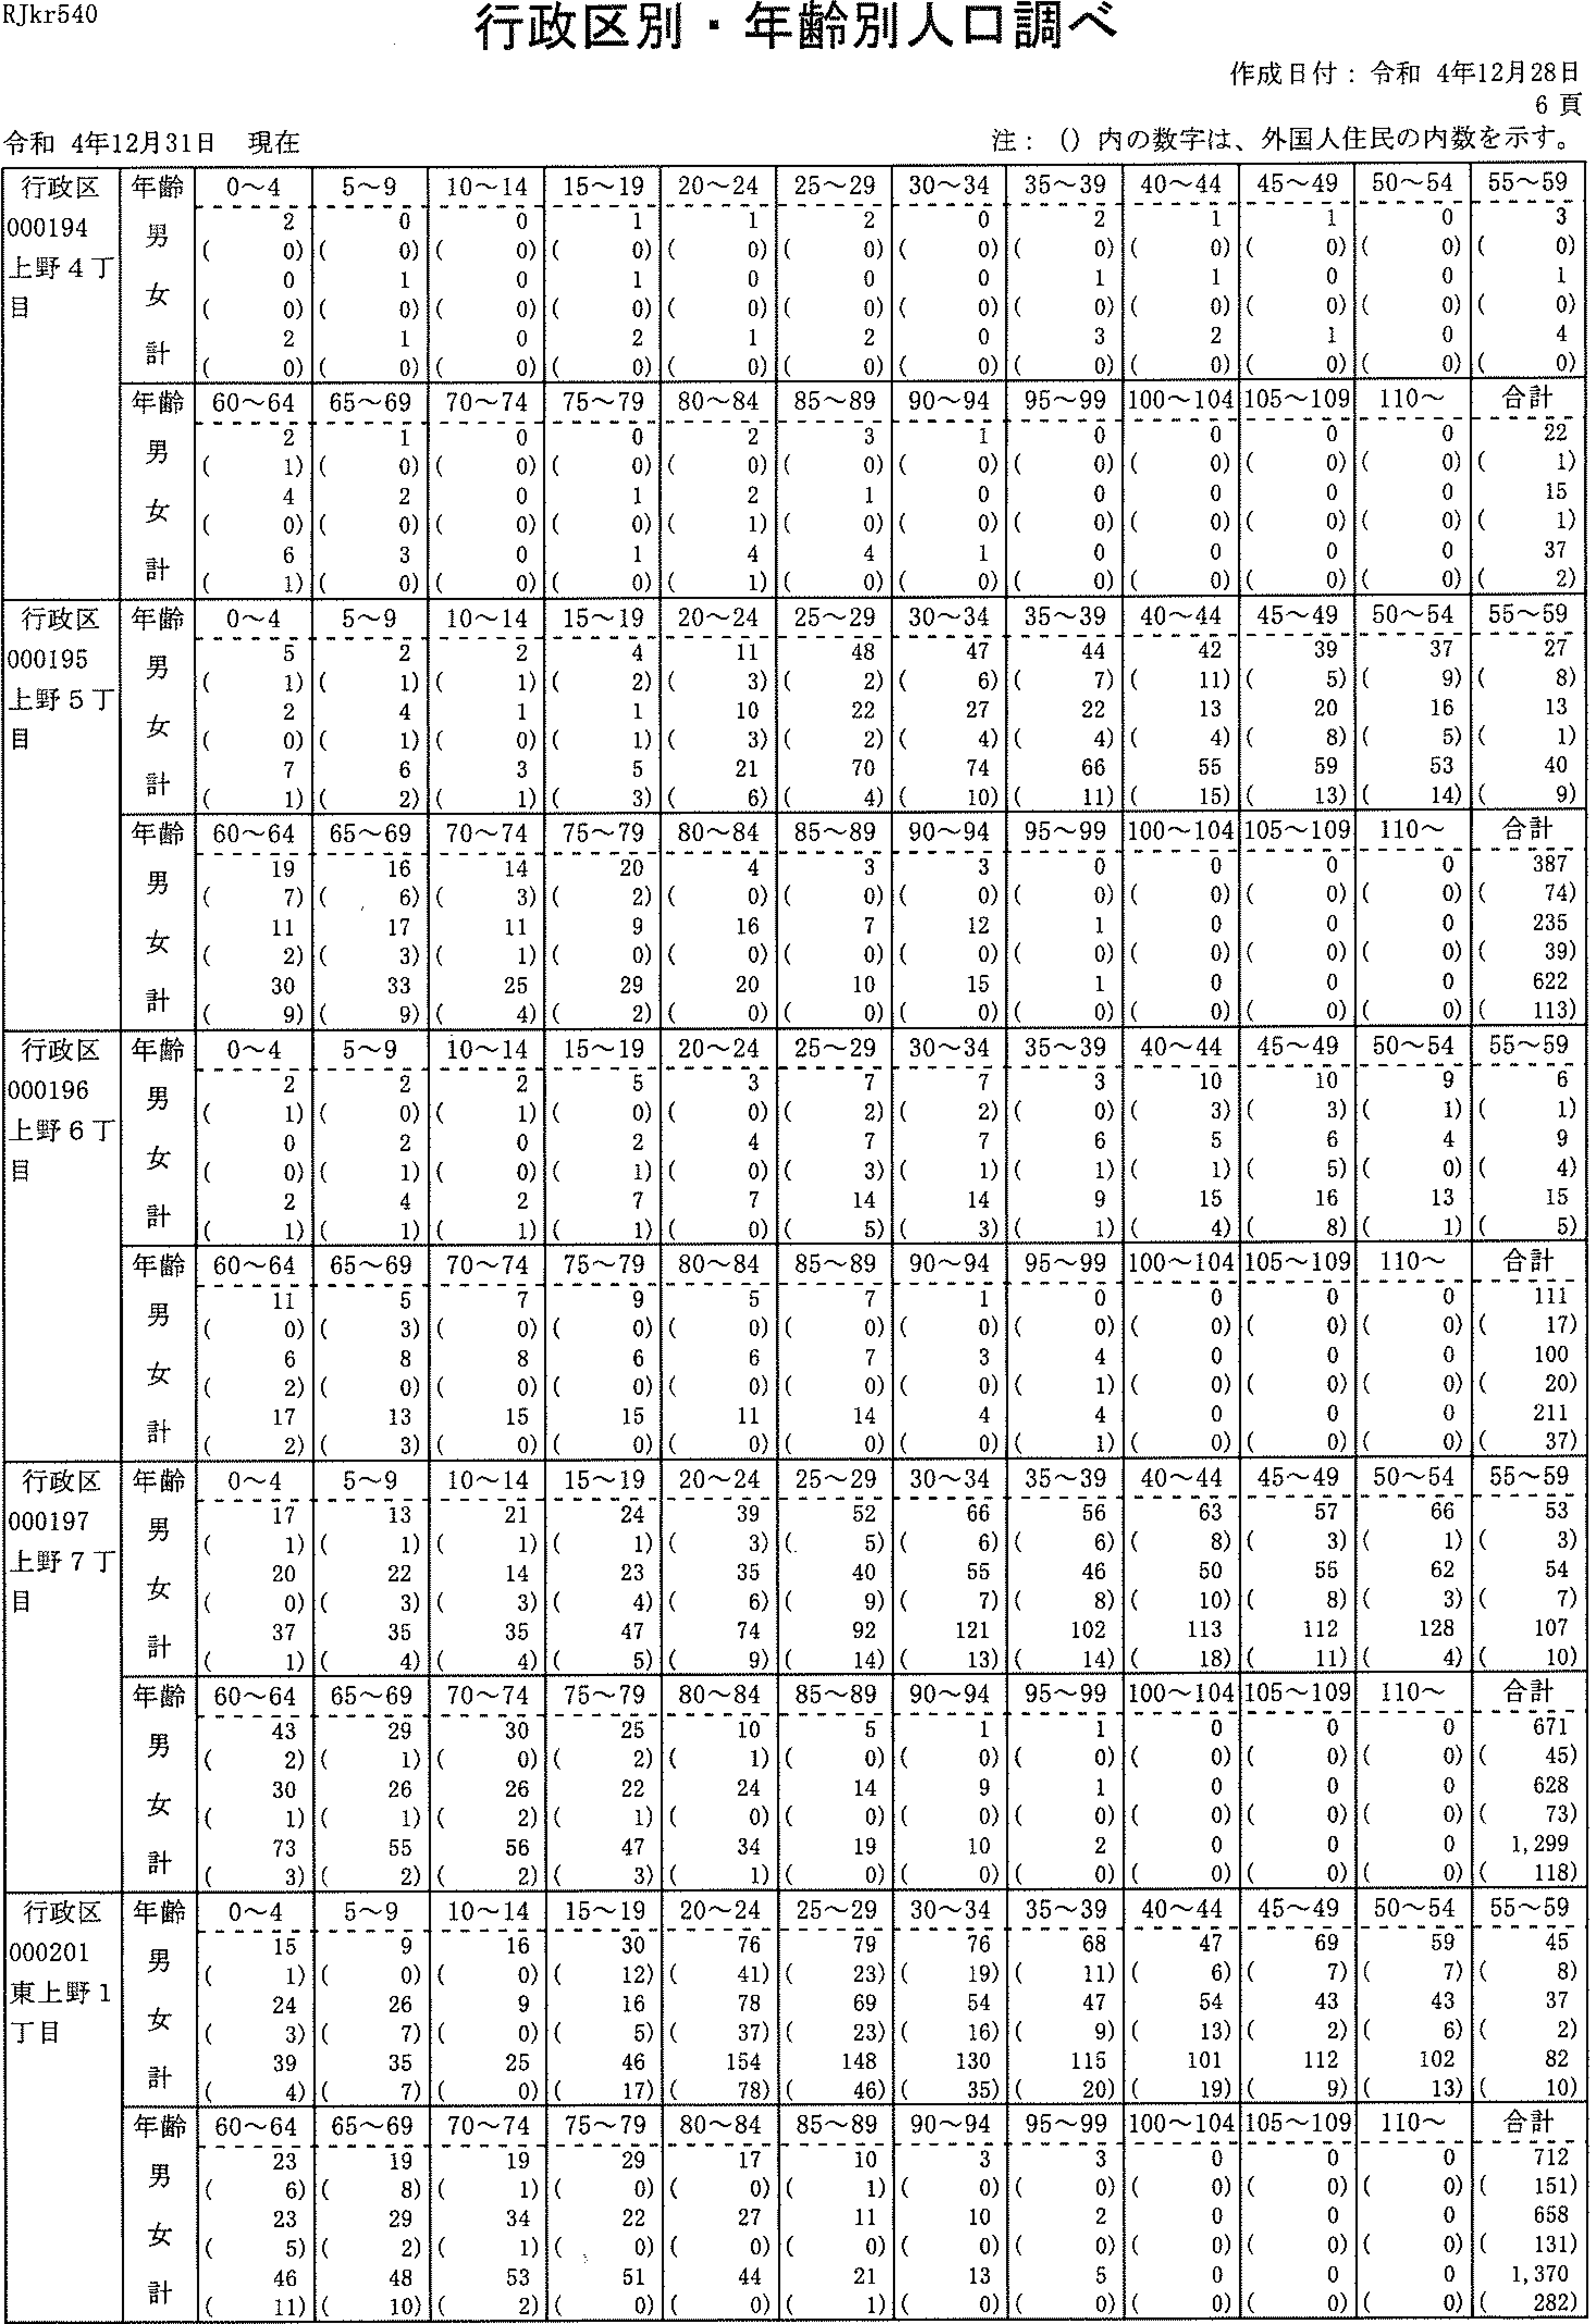 RJkr540
行政区別・年齢別人口調べ
作成日付：令和 4年12月28日
6 頁
令和 4年12月31日 現在
注： () 内の数字は、外国人住民の内数を示す。
行政区 年齢 0～4 5～9 10～14 15～19 20～24 25～29 30～34 35～39 40～44 45～49 50～54 55～59
000194 男 2 0 0 1 1 2 0 2 1 1 0 3
( 0) ( 0) ( 0) ( 0) ( 0) ( 0) ( 0) ( 0) ( 0) ( 0) ( 0) ( 0)
上野４丁 女 0 1 0 1 0 0 0 1 1 0 0 1
目 ( 0) ( 0) ( 0) ( 0) ( 0) ( 0) ( 0) ( 0) ( 0) ( 0) ( 0) ( 0)
計 2 1 0 2 1 2 0 3 2 1 0 4
( 0) ( 0) ( 0) ( 0) ( 0) ( 0) ( 0) ( 0) ( 0) ( 0) ( 0) ( 0)
年齢 60～64 65～69 70～74 75～79 80～84 85～89 90～94 95～99 100～104 105～109 110～ 合計
男 2 1 0 0 2 3 1 0 0 0 0 22
( 1) ( 0) ( 0) ( 0) ( 0) ( 0) ( 0) ( 0) ( 0) ( 0) ( 0) ( 1)
女 4 2 0 1 2 1 0 0 0 0 0 15
( 0) ( 0) ( 0) ( 0) ( 1) ( 0) ( 0) ( 0) ( 0) ( 0) ( 0) ( 1)
計 6 3 0 1 4 4 1 0 0 0 0 37
( 1) ( 0) ( 0) ( 0) ( 1) ( 0) ( 0) ( 0) ( 0) ( 0) ( 0) ( 2)
行政区 年齢 0～4 5～9 10～14 15～19 20～24 25～29 30～34 35～39 40～44 45～49 50～54 55～59
000195 男 5 2 2 4 11 48 47 44 42 39 37 27
( 1) ( 1) ( 1) ( 2) ( 3) ( 2) ( 6) ( 7) ( 11) ( 5) ( 9) ( 8)
上野５丁 女 2 4 1 1 10 22 27 22 13 20 16 13
目 ( 0) ( 1) ( 0) ( 1) ( 3) ( 2) ( 4) ( 4) ( 4) ( 8) ( 5) ( 1)
計 7 6 3 5 21 70 74 66 55 59 53 40
( 1) ( 2) ( 1) ( 3) ( 6) ( 4) ( 10) ( 11) ( 15) ( 13) ( 14) ( 9)
年齢 60～64 65～69 70～74 75～79 80～84 85～89 90～94 95～99 100～104 105～109 110～ 合計
男 19 16 14 20 4 3 3 0 0 0 0 387
( 7) ( 6) ( 3) ( 2) ( 0) ( 0) ( 0) ( 0) ( 0) ( 0) ( 0) ( 74)
女 11 17 11 9 16 7 12 1 0 0 0 235
( 2) ( 3) ( 1) ( 0) ( 0) ( 0) ( 0) ( 0) ( 0) ( 0) ( 0) ( 39)
計 30 33 25 29 20 10 15 1 0 0 0 622
( 9) ( 9) ( 4) ( 2) ( 0) ( 0) ( 0) ( 0) ( 0) ( 0) ( 0) ( 113)
行政区 年齢 0～4 5～9 10～14 15～19 20～24 25～29 30～34 35～39 40～44 45～49 50～54 55～59
000196 男 2 2 2 5 3 7 7 3 10 10 9 6
( 1) ( 0) ( 1) ( 0) ( 0) ( 2) ( 2) ( 0) ( 3) ( 3) ( 1) ( 1)
上野６丁 女 0 2 0 2 4 7 7 6 5 6 4 9
目 ( 0) ( 1) ( 0) ( 1) ( 0) ( 3) ( 1) ( 1) ( 1) ( 5) ( 0) ( 4)
計 2 4 2 7 7 14 14 9 15 16 13 15
( 1) ( 1) ( 1) ( 1) ( 0) ( 5) ( 3) ( 1) ( 4) ( 8) ( 1) ( 5)
年齢 60～64 65～69 70～74 75～79 80～84 85～89 90～94 95～99 100～104 105～109 110～ 合計
男 11 5 7 9 5 7 1 0 0 0 0 111
( 0) ( 3) ( 0) ( 0) ( 0) ( 0) ( 0) ( 0) ( 0) ( 0) ( 0) ( 17)
女 6 8 8 6 6 7 3 4 0 0 0 100
( 2) ( 0) ( 0) ( 0) ( 0) ( 0) ( 0) ( 1) ( 0) ( 0) ( 0) ( 20)
計 17 13 15 15 11 14 4 4 0 0 0 211
( 2) ( 3) ( 0) ( 0) ( 0) ( 0) ( 0) ( 1) ( 0) ( 0) ( 0) ( 37)
行政区 年齢 0～4 5～9 10～14 15～19 20～24 25～29 30～34 35～39 40～44 45～49 50～54 55～59
000197 男 17 13 21 24 39 52 66 56 63 57 66 53
( 1) ( 1) ( 1) ( 1) ( 3) ( 5) ( 6) ( 6) ( 8) ( 3) ( 1) ( 3)
上野７丁 女 20 22 14 23 35 40 55 46 50 55 62 54
目 ( 0) ( 3) ( 3) ( 4) ( 6) ( 9) ( 7) ( 8) ( 10) ( 8) ( 3) ( 7)
計 37 35 35 47 74 92 121 102 113 112 128 107
( 1) ( 4) ( 4) ( 5) ( 9) ( 14) ( 13) ( 14) ( 18) ( 11) ( 4) ( 10)
年齢 60～64 65～69 70～74 75～79 80～84 85～89 90～94 95～99 100～104 105～109 110～ 合計
男 43 29 30 25 10 5 1 1 0 0 0 671
( 2) ( 1) ( 0) ( 2) ( 1) ( 0) ( 0) ( 0) ( 0) ( 0) ( 0) ( 45)
女 30 26 26 22 24 14 9 1 0 0 0 628
( 1) ( 1) ( 2) ( 1) ( 0) ( 0) ( 0) ( 0) ( 0) ( 0) ( 0) ( 73)
計 73 55 56 47 34 19 10 2 0 0 0 1,299
( 3) ( 2) ( 2) ( 3) ( 1) ( 0) ( 0) ( 0) ( 0) ( 0) ( 0) ( 118)
行政区 年齢 0～4 5～9 10～14 15～19 20～24 25～29 30～34 35～39 40～44 45～49 50～54 55～59
000201 男 15 9 16 30 76 79 76 68 47 69 59 45
( 1) ( 0) ( 0) ( 12) ( 41) ( 23) ( 19) ( 11) ( 6) ( 7) ( 7) ( 8)
東上野１ 女 24 26 9 16 78 69 54 47 54 43 43 37
丁目 ( 3) ( 7) ( 0) ( 5) ( 37) ( 23) ( 16) ( 9) ( 13) ( 2) ( 6) ( 2)
計 39 35 25 46 154 148 130 115 101 112 102 82
( 4) ( 7) ( 0) ( 17) ( 78) ( 46) ( 35) ( 20) ( 19) ( 9) ( 13) ( 10)
年齢 60～64 65～69 70～74 75～79 80～84 85～89 90～94 95～99 100～104 105～109 110～ 合計
男 23 19 19 29 17 10 3 3 0 0 0 712
( 6) ( 8) ( 1) ( 0) ( 0) ( 1) ( 0) ( 0) ( 0) ( 0) ( 0) ( 151)
女 23 29 34 22 27 11 10 2 0 0 0 658
( 5) ( 2) ( 1) ( 0) ( 0) ( 0) ( 0) ( 0) ( 0) ( 0) ( 0) ( 131)
計 46 48 53 51 44 21 13 5 0 0 0 1,370
( 11) ( 10) ( 2) ( 0) ( 0) ( 1) ( 0) ( 0) ( 0) ( 0) ( 0) ( 282)